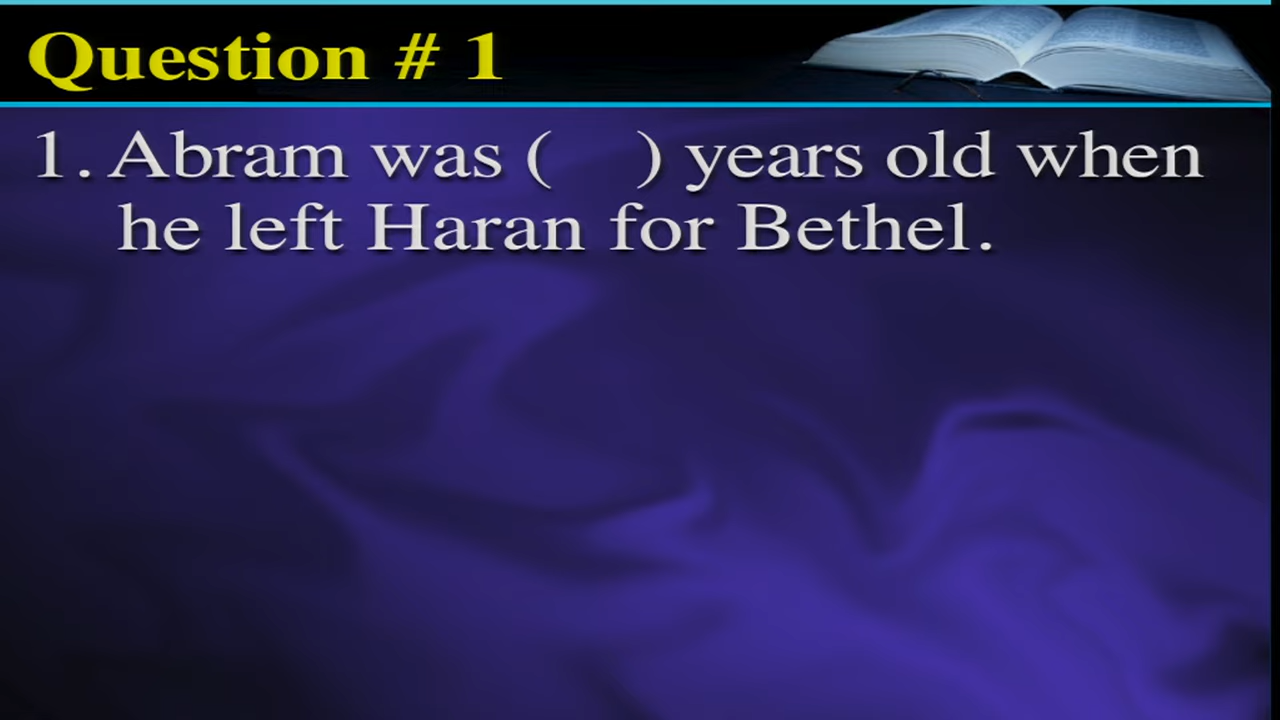 Question # 1
1. Abram was (    ) years old when
he left Haran for Bethel.